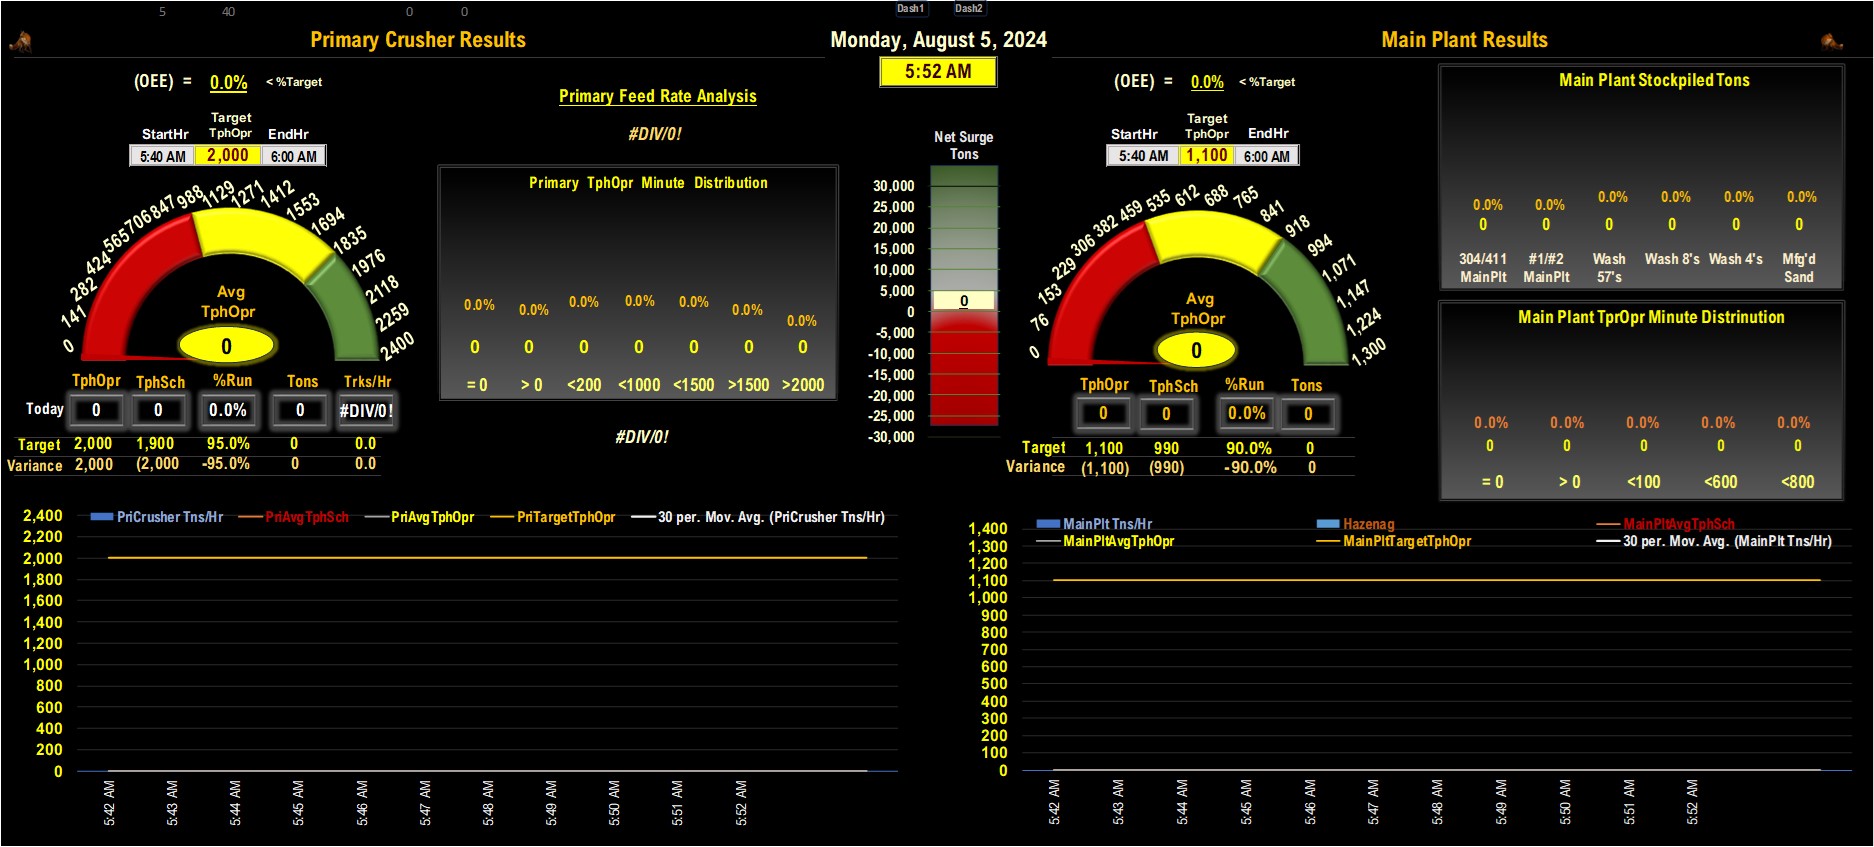 5 40 0 0 Dash1 Dash2
Primary Crusher Results
Monday, August 5, 2024
Main Plant Results
5:52 AM
(OEE) = 0.0% < %Target
Primary Feed Rate Analysis
#DIV/0!
Target
StartHr TphOpr EndHr
5:40 AM 2,000 6:00 AM
0 141 282 424 565 706 847 988 1129 1271 1412 1553 1694 1835 1976 2118 2259 2400
Avg
TphOpr
0
TphOpr TphSch %Run Tons Trks/Hr
Today 0 0 0.0% 0 #DIV/0!
Target 2,000 1,900 95.0% 0 0.0
Variance 2,000 (2,000 -95.0% 0 0.0
Primary TphOpr Minute Distribution
0.0% 0.0% 0.0% 0.0% 0.0% 0.0% 0.0%
0 0 0 0 0 0 0
= 0 > 0 <200 <1000 <1500 >1500 >2000
#DIV/0!
Net Surge
Tons
30,000
25,000
20,000
15,000
10,000
5,000
0
0
-5,000
-10,000
-15,000
-20,000
-25,000
-30,000
(OEE) = 0.0% < %Target
Target
StartHr TphOpr EndHr
5:40 AM 1,100 6:00 AM
0 76 153 229 306 382 459 535 612 688 765 841 918 994 1,071 1,147 1,224 1,300
Avg
TphOpr
0
TphOpr TphSch %Run Tons
0 0 0.0% 0
Target 1,100 990 90.0% 0
Variance (1,100) (990) -90.0% 0
Main Plant Stockpiled Tons
0.0% 0.0% 0.0% 0.0% 0.0% 0.0%
0 0 0 0 0 0
304/411 #1/#2 Wash Wash 8's Wash 4's Mfg'd
MainPlt MainPlt 57's Sand
Main Plant TprOpr Minute Distrinution
0.0% 0.0% 0.0% 0.0% 0.0%
0 0 0 0 0
= 0 > 0 <100 <600 <800
PriCrusher Tns/Hr PriAvgTphSch PriAvgTphOpr PriTargetTphOpr 30 per. Mov. Avg. (PriCrusher Tns/Hr)
2,400
2,200
2,000
1,800
1,600
1,400
1,200
1,000
800
600
400
200
0
5:42 AM 5:43 AM 5:44 AM 5:45 AM 5:46 AM 5:47 AM 5:48 AM 5:49 AM 5:50 AM 5:51 AM 5:52 AM
MainPlt Tns/Hr Hazenag MainPltAvgTphSch
MainPltAvgTphOpr MainPltTargetTphOpr 30 per. Mov. Avg. (MainPlt Tns/Hr)
1,400
1,300
1,200
1,100
1,000
900
800
700
600
500
400
300
200
100
0
5:42 AM 5:43 AM 5:44 AM 5:45 AM 5:46 AM 5:47 AM 5:48 AM 5:49 AM 5:50 AM 5:51 AM 5:52 AM